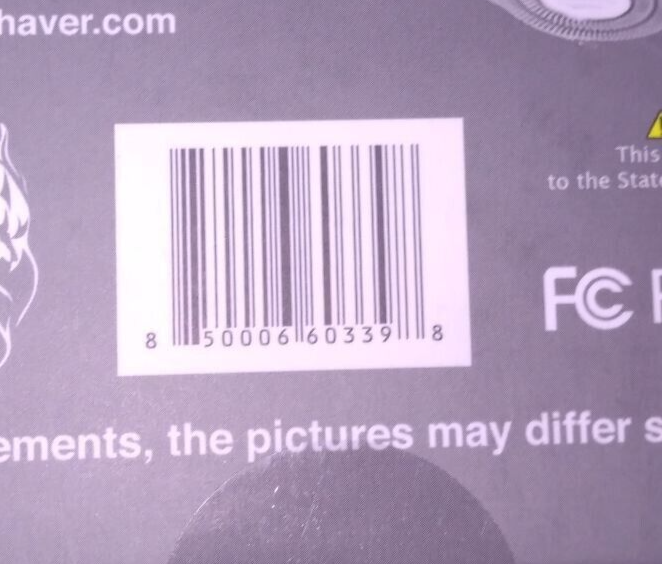 haver.com
This
to the State
8 50006 60339 8
FC
ements, the pictures may differ s